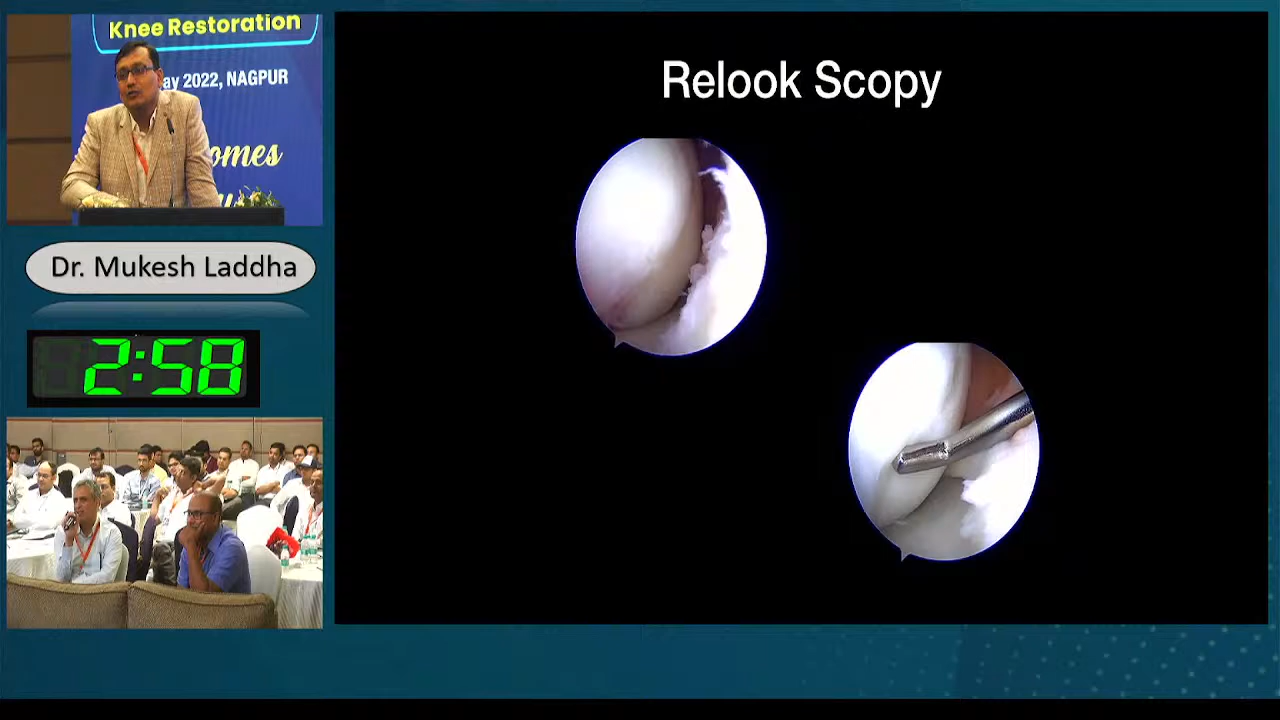 Knee Restoration
ay 2022, NAGPUR
omes
Dr. Mukesh Laddha
2:58
Relook Scopy